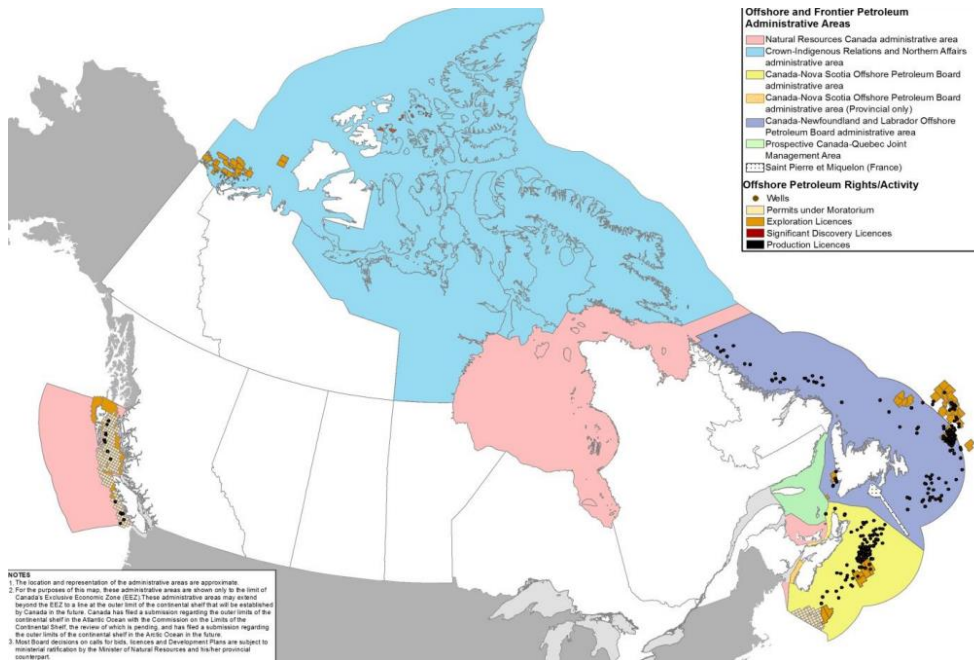 Offshore and Frontier Petroleum
Administrative Areas
Natural Resources Canada administrative area
Crown-Indigenous Relations and Northern Affairs
administrative area
Canada-Nova Scotia Offshore Petroleum Board
administrative area
Canada-Nova Scotia Offshore Petroleum Board
administrative area (Provincial only)
Canada-Newfoundland and Labrador Offshore
Petroleum Board administrative area
Prospective Canada-Quebec Joint
Management Area
Saint Pierre et Miquelon (France)
Offshore Petroleum Rights/Activity
Wells
Permits under Moratorium
Exploration Licences
Significant Discovery Licences
Production Licences
NOTES
1. The location and representation of the administrative areas are approximate.
2. For the purposes of this map, these administrative areas are shown only to the limit of
Canada's Exclusive Economic Zone (EEZ). These administrative areas may extend
beyond the EEZ to a line at the outer limit of the continental shelf that will be established
by Canada in the future. Canada has filed a submission regarding the outer limits of the
continental shelf in the Atlantic Ocean with the Commission on the Limits of the
Continental Shelf, the review of which is pending, and has filed a submission regarding
the outer limits of the continental shelf in the Arctic Ocean in the future.
3. Most Board decisions on calls for bids, licences and Development Plans are subject to
ministerial ratification by the Minister of Natural Resources and his/her provincial
counterpart.